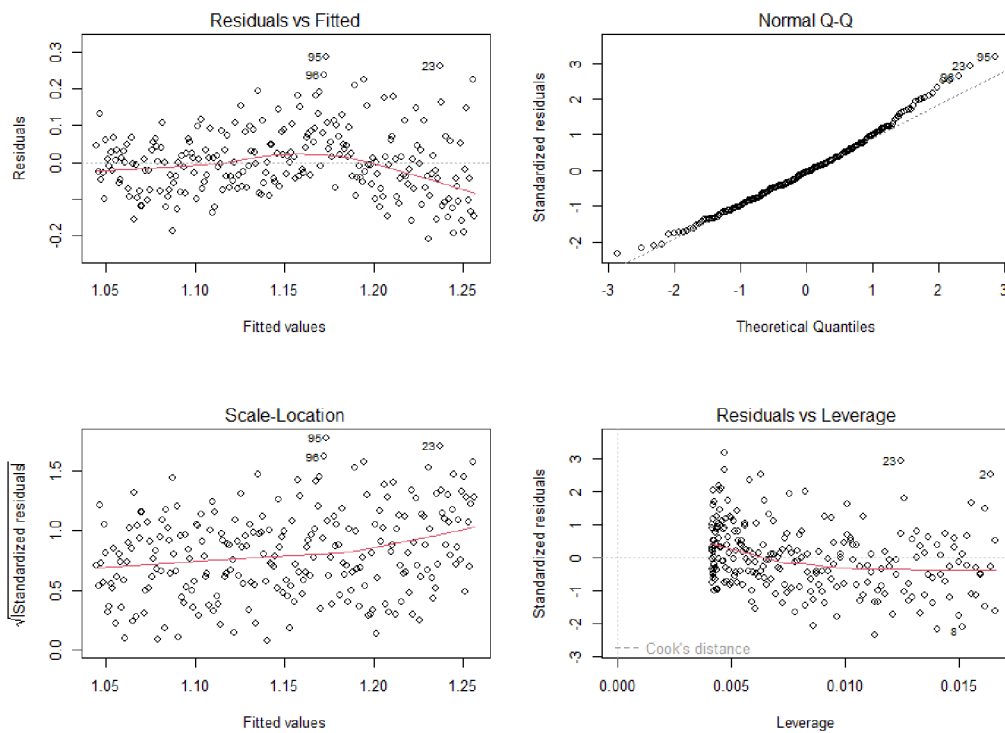 Residuals vs Fitted
Residuals
0.3
0.2
0.1
0.0
-0.2
95
96
23
1.05 1.10 1.15 1.20 1.25
Fitted values
Normal Q-Q
Standardized residuals
3
2
1
0
-1
-2
95
23
96
-3 -2 -1 0 1 2 3
Theoretical Quantiles
Scale-Location
√|Standardized residuals|
1.5
1.0
0.5
0.0
95
96
23
1.05 1.10 1.15 1.20 1.25
Fitted values
Residuals vs Leverage
Standardized residuals
3
2
1
0
-1
-2
-3
23
2
8
Cook's distance
0.000 0.005 0.010 0.015
Leverage